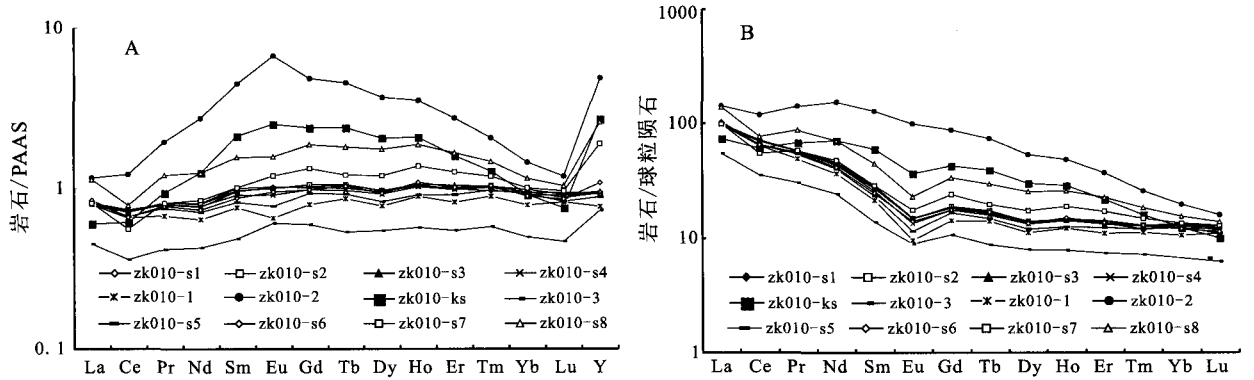 10
1
0.1
岩石/PAAS
A
zk010-s1 zk010-s2 zk010-s3 zk010-s4
zk010-1 zk010-2 zk010-ks zk010-3
zk010-s5 zk010-s6 zk010-s7 zk010-s8
La Ce Pr Nd Sm Eu Gd Tb Dy Ho Er Tm Yb Lu Y
1000
100
10
1
岩石/球粒陨石
B
zk010-s1 zk010-s2 zk010-s3 zk010-s4
zk010-ks zk010-3 zk010-1 zk010-2
zk010-s5 zk010-s6 zk010-s7 zk010-s8
La Ce Pr Nd Sm Eu Gd Tb Dy Ho Er Tm Yb Lu